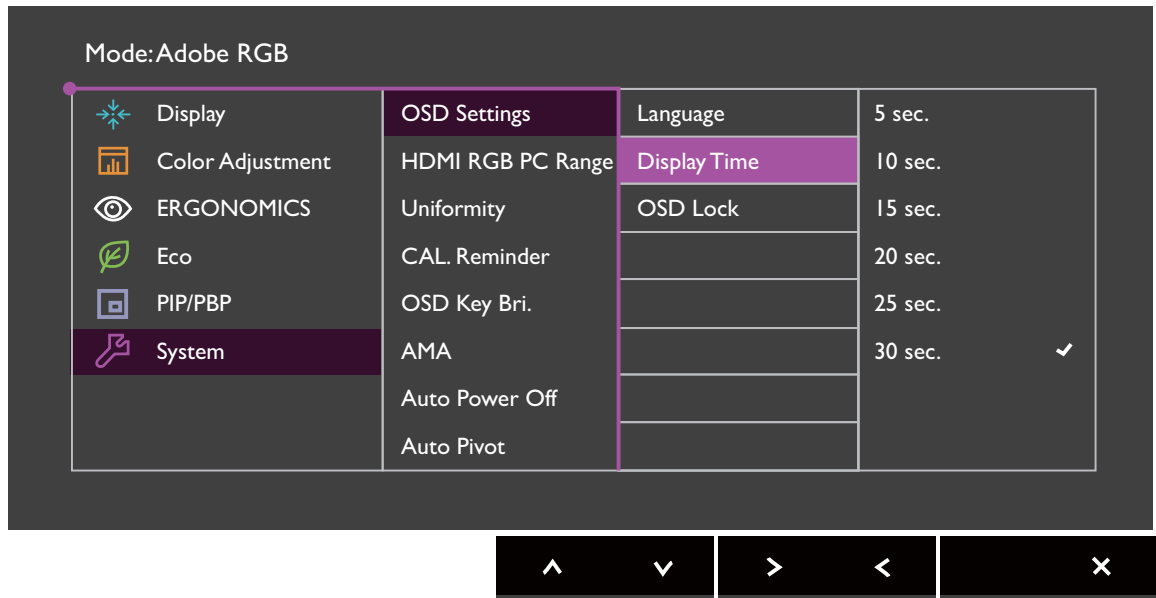 Mode: Adobe RGB
Display
Color Adjustment
ERGONOMICS
Eco
PIP/PBP
System
OSD Settings
HDMI RGB PC Range
Uniformity
CAL. Reminder
OSD Key Bri.
AMA
Auto Power Off
Auto Pivot
Language
Display Time
OSD Lock
5 sec.
10 sec.
15 sec.
20 sec.
25 sec.
30 sec.